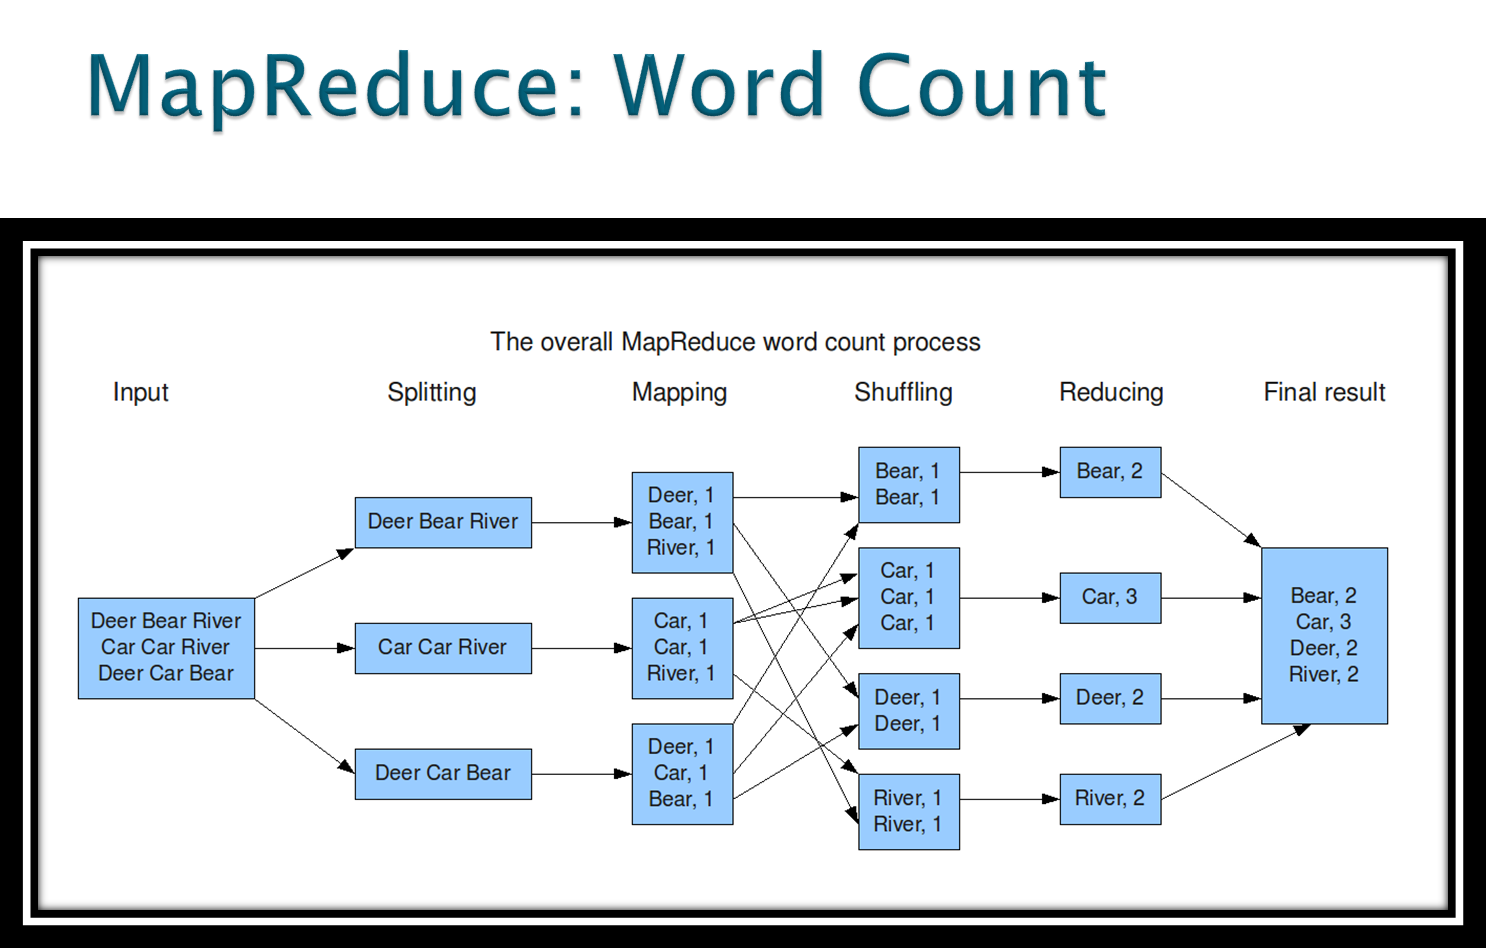 MapReduce: Word Count
The overall MapReduce word count process
Input
Splitting
Mapping
Shuffling
Reducing
Final result
Deer Bear River
Car Car River
Deer Car Bear
Deer Bear River
Car Car River
Deer Car Bear
Deer, 1
Bear, 1
River, 1
Car, 1
Car, 1
River, 1
Deer, 1
Car, 1
Bear, 1
Bear, 1
Bear, 1
Car, 1
Car, 1
Car, 1
Deer, 1
Deer, 1
River, 1
River, 1
Bear, 2
Car, 3
Deer, 2
River, 2
Bear, 2
Car, 3
Deer, 2
River, 2